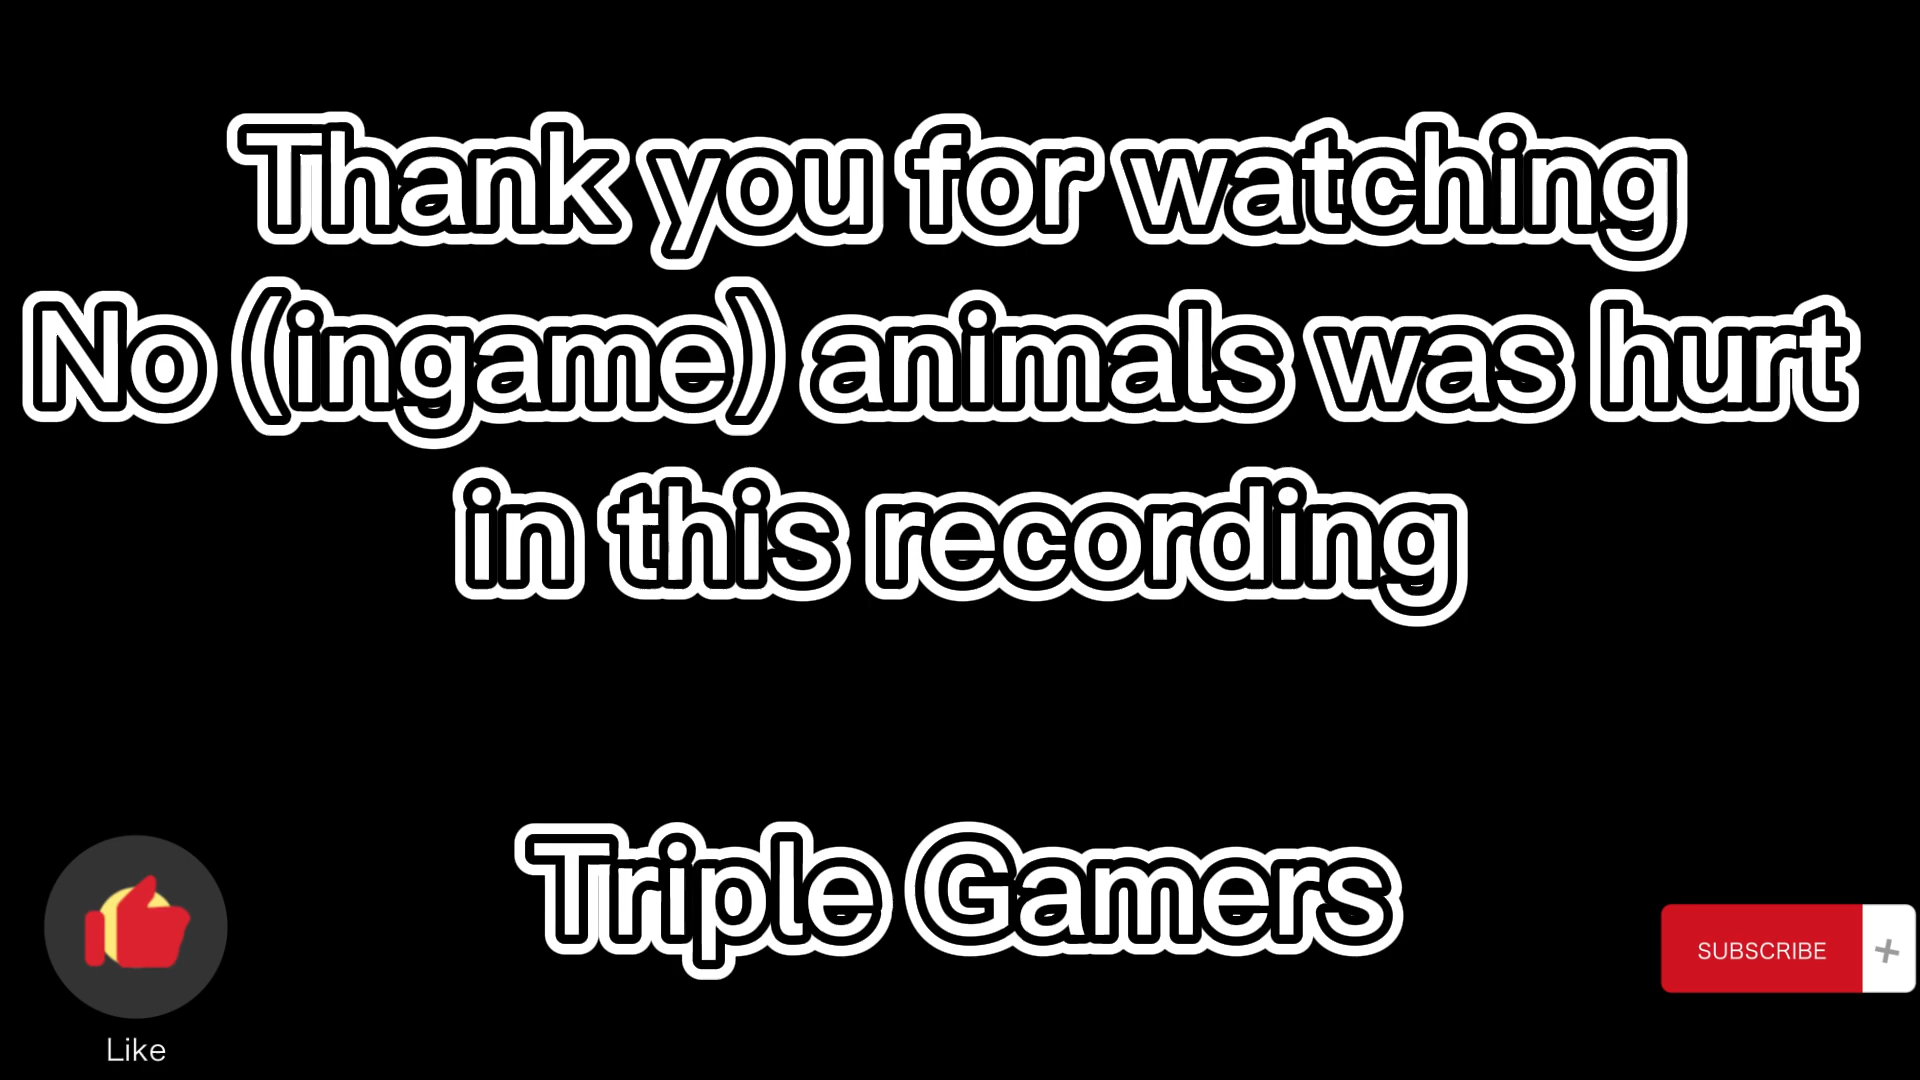 Thank you for watching
No (ingame) animals was hurt
in this recording
Triple Gamers
SUBSCRIBE +
Like